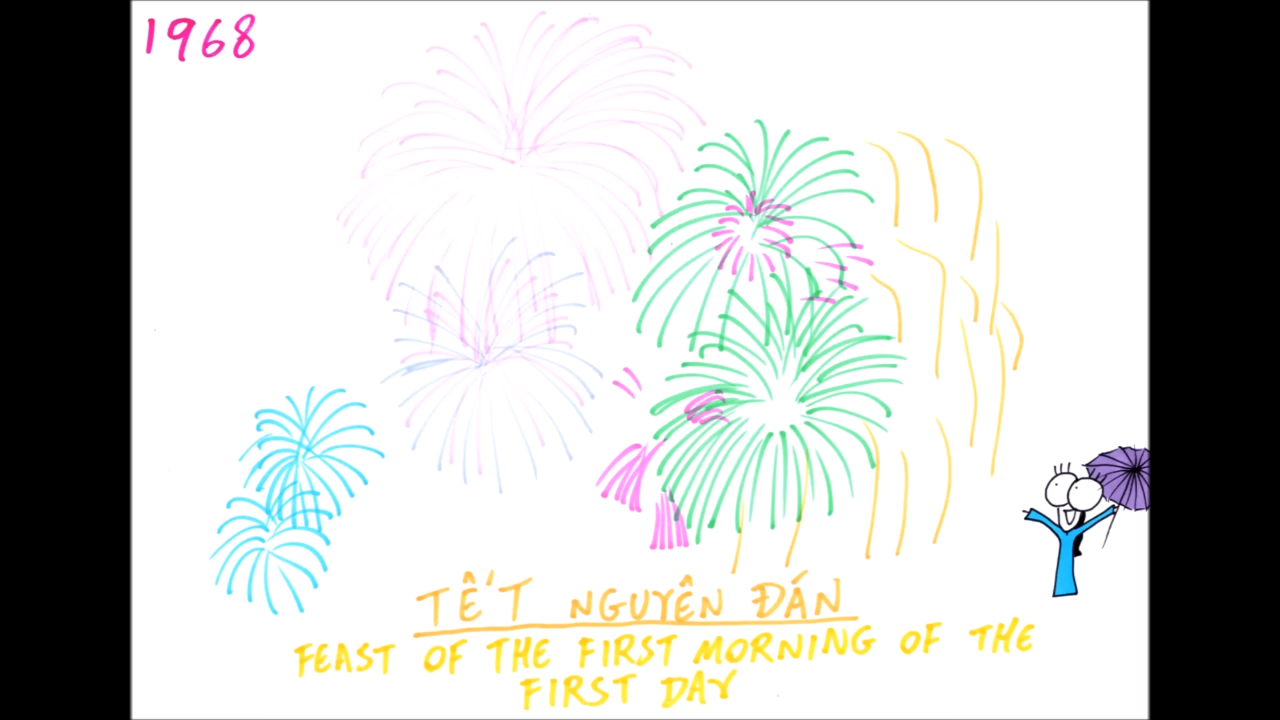 1968
TẾT NGUYÊN ĐÁN
FEAST OF THE FIRST MORNING OF THE
FIRST DAY